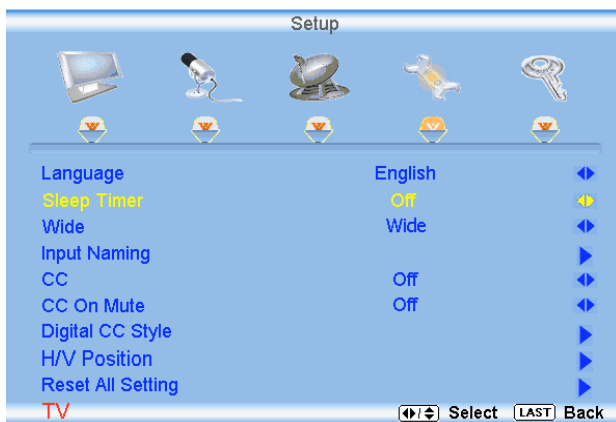 Setup
Language English
Sleep Timer Off
Wide Wide
Input Naming
CC Off
CC On Mute Off
Digital CC Style
H/V Position
Reset All Setting
TV Select LAST Back